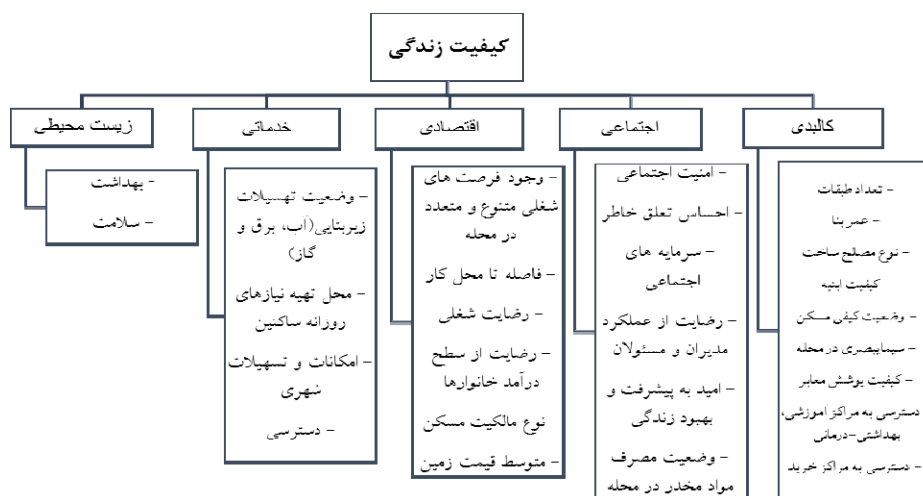 کیفیت زندگی
کالبدی
- تعداد طبقات
- عمر بنا
- نوع مصالح ساخت
کیفیت ابنیه
- وضعیت کیفی مسکن
- سیمابصری در محله
- کیفیت پوشش معابر
دسترسی به مراکز آموزشی،
بهداشتی-درمانی
- دسترسی به مراکز خرید
اجتماعی
- امنیت اجتماعی
- احساس تعلق خاطر
- سرمایه های
اجتماعی
- رضایت از عملکرد
مدیران و مسئولان
- امید به پیشرفت و
بهبود زندگی
- وضعیت مصرف
مواد مخدر در محله
اقتصادی
- وجود فرصت های
شغلی متنوع و متعدد
در محله
- فاصله تا محل کار
- رضایت شغلی
- رضایت از سطح
درآمد خانوارها
نوع مالکیت مسکن
- متوسط قیمت زمین
خدماتی
- وضعیت تهسیلات
زیربنایی(آب، برق و
گاز)
- محل تهیه نیازهای
روزانه ساکنین
- امکانات و تسهیلات
شهری
- دسترسی
زیست محیطی
- بهداشت
- سلامت